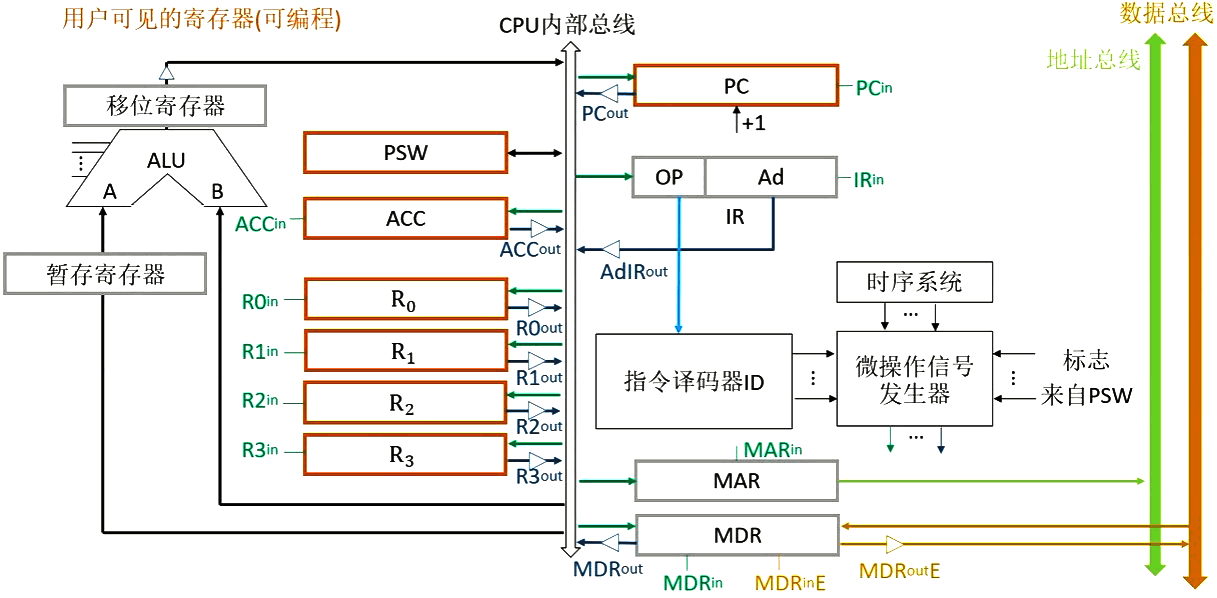 用户可见的寄存器(可编程)
CPU内部总线
数据总线
地址总线
移位寄存器
PC
PCin
PCout
+1
ALU
A
B
PSW
OP
Ad
IRin
IR
ACCin
ACC
ACCout
AdIRout
暂存寄存器
时序系统
...
R0in
R0
R0out
R1in
R1
R1out
指令译码器ID
微操作信号
发生器
标志
来自PSW
R2in
R2
R2out
...
R3in
R3
R3out
MARin
MAR
MDR
MDRout
MDRin
MDRinE
MDRoutE